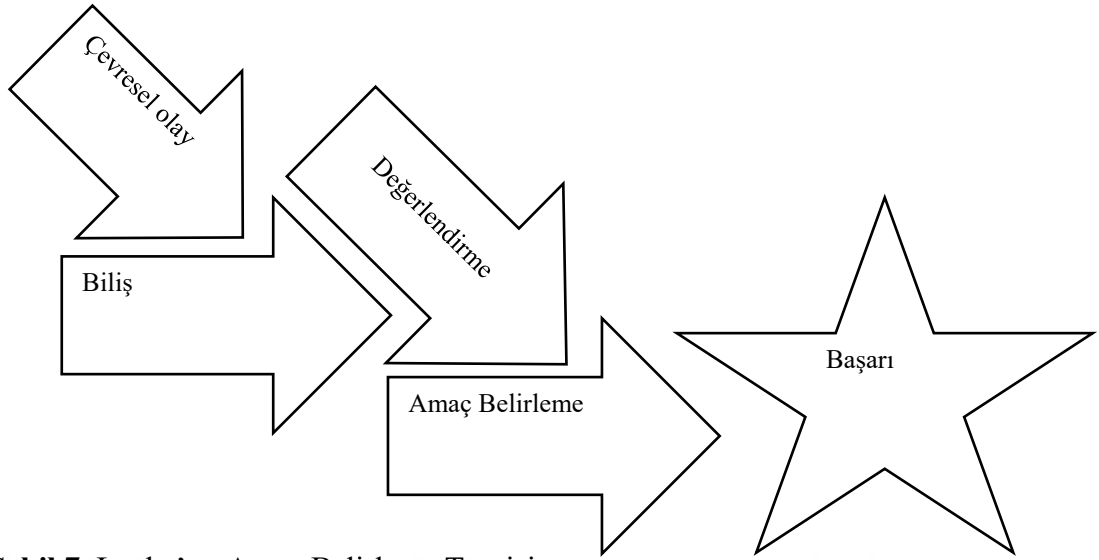 Çevresel olay
Değerlendirme
Biliş
Başarı
Amaç Belirleme